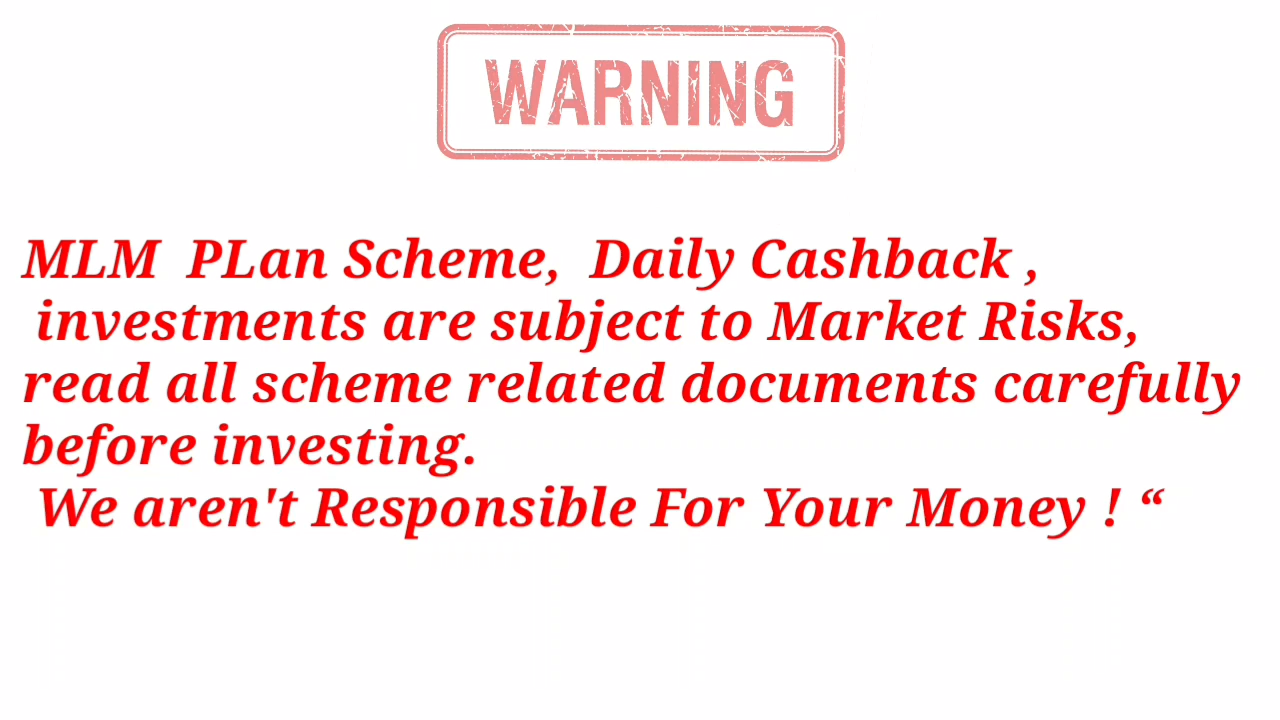 WARNING
MLM PLan Scheme, Daily Cashback ,
investments are subject to Market Risks,
read all scheme related documents carefully
before investing.
We aren't Responsible For Your Money ! “